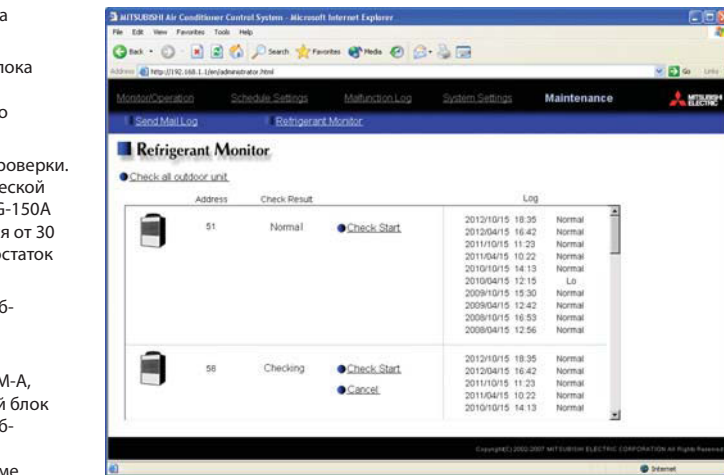 а
лока
о
роверки.
еской
G-150A
я от 30
статок
б-
M-A,
й блок
б-
ме
MITSUBISHI Air Conditioner Control System - Microsoft Internet Explorer
File Edit View Favorites Tools Help
Back Search Favorites Media
Address http://192.168.1.1/en/administrator.html Go Links
Monitor/Operation Schedule Settings Malfunction Log System Settings Maintenance MITSUBISHI ELECTRIC
Send Mail Log Refrigerant Monitor
Refrigerant Monitor
Check all outdoor unit
Address Check Result Log
51 Normal Check Start
2012/10/15 18:35 Normal
2012/04/15 16:42 Normal
2011/10/15 11:23 Normal
2011/04/15 10:22 Normal
2010/10/15 14:13 Normal
2010/04/15 12:15 Lo
2009/10/15 15:30 Normal
2009/04/15 12:42 Normal
2008/10/15 16:53 Normal
2008/04/15 12:56 Normal
58 Checking Check Start
Cancel
2012/10/15 18:35 Normal
2012/04/15 16:42 Normal
2011/10/15 11:23 Normal
2011/04/15 10:22 Normal
2010/10/15 14:13 Normal
Copyright(C) 2002-2007 MITSUBISHI ELECTRIC CORPORATION All Rights Reserved
Internet